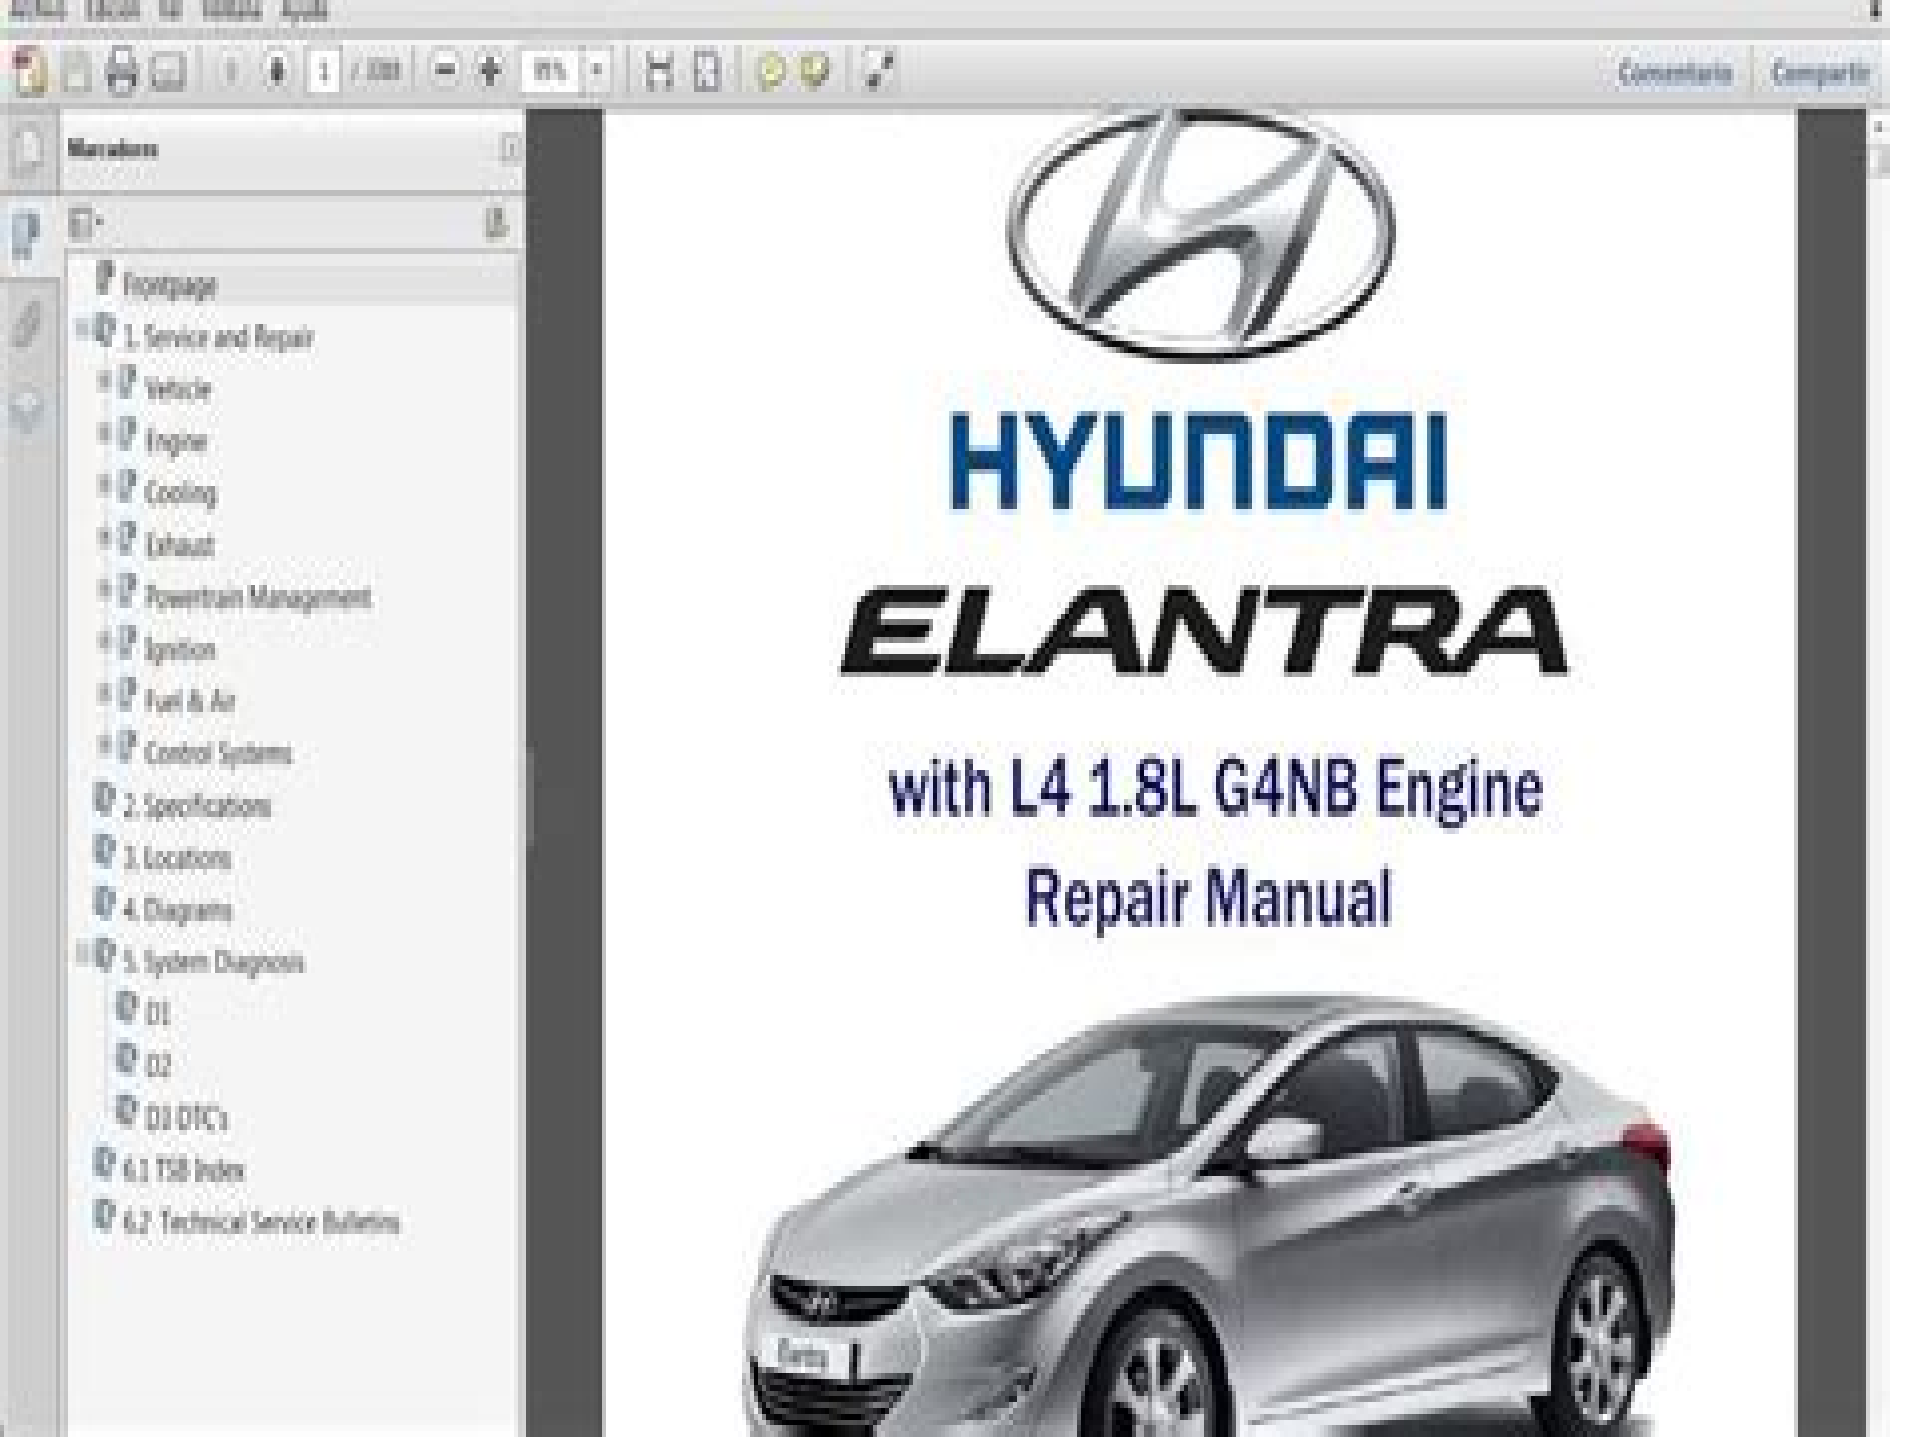 Comentario Compartir
Marcadores
Frontpage
1. Service and Repair
Vehicle
Engine
Cooling
Exhaust
Powertrain Management
Ignition
Fuel & Air
Control Systems
2. Specifications
3. Locations
4. Diagrams
5. System Diagnosis
D1
D2
D3 DTC's
6.1 TSB Index
6.2 Technical Service Bulletins
HYUNDAI
ELANTRA
with L4 1.8L G4NB Engine
Repair Manual
Elantra